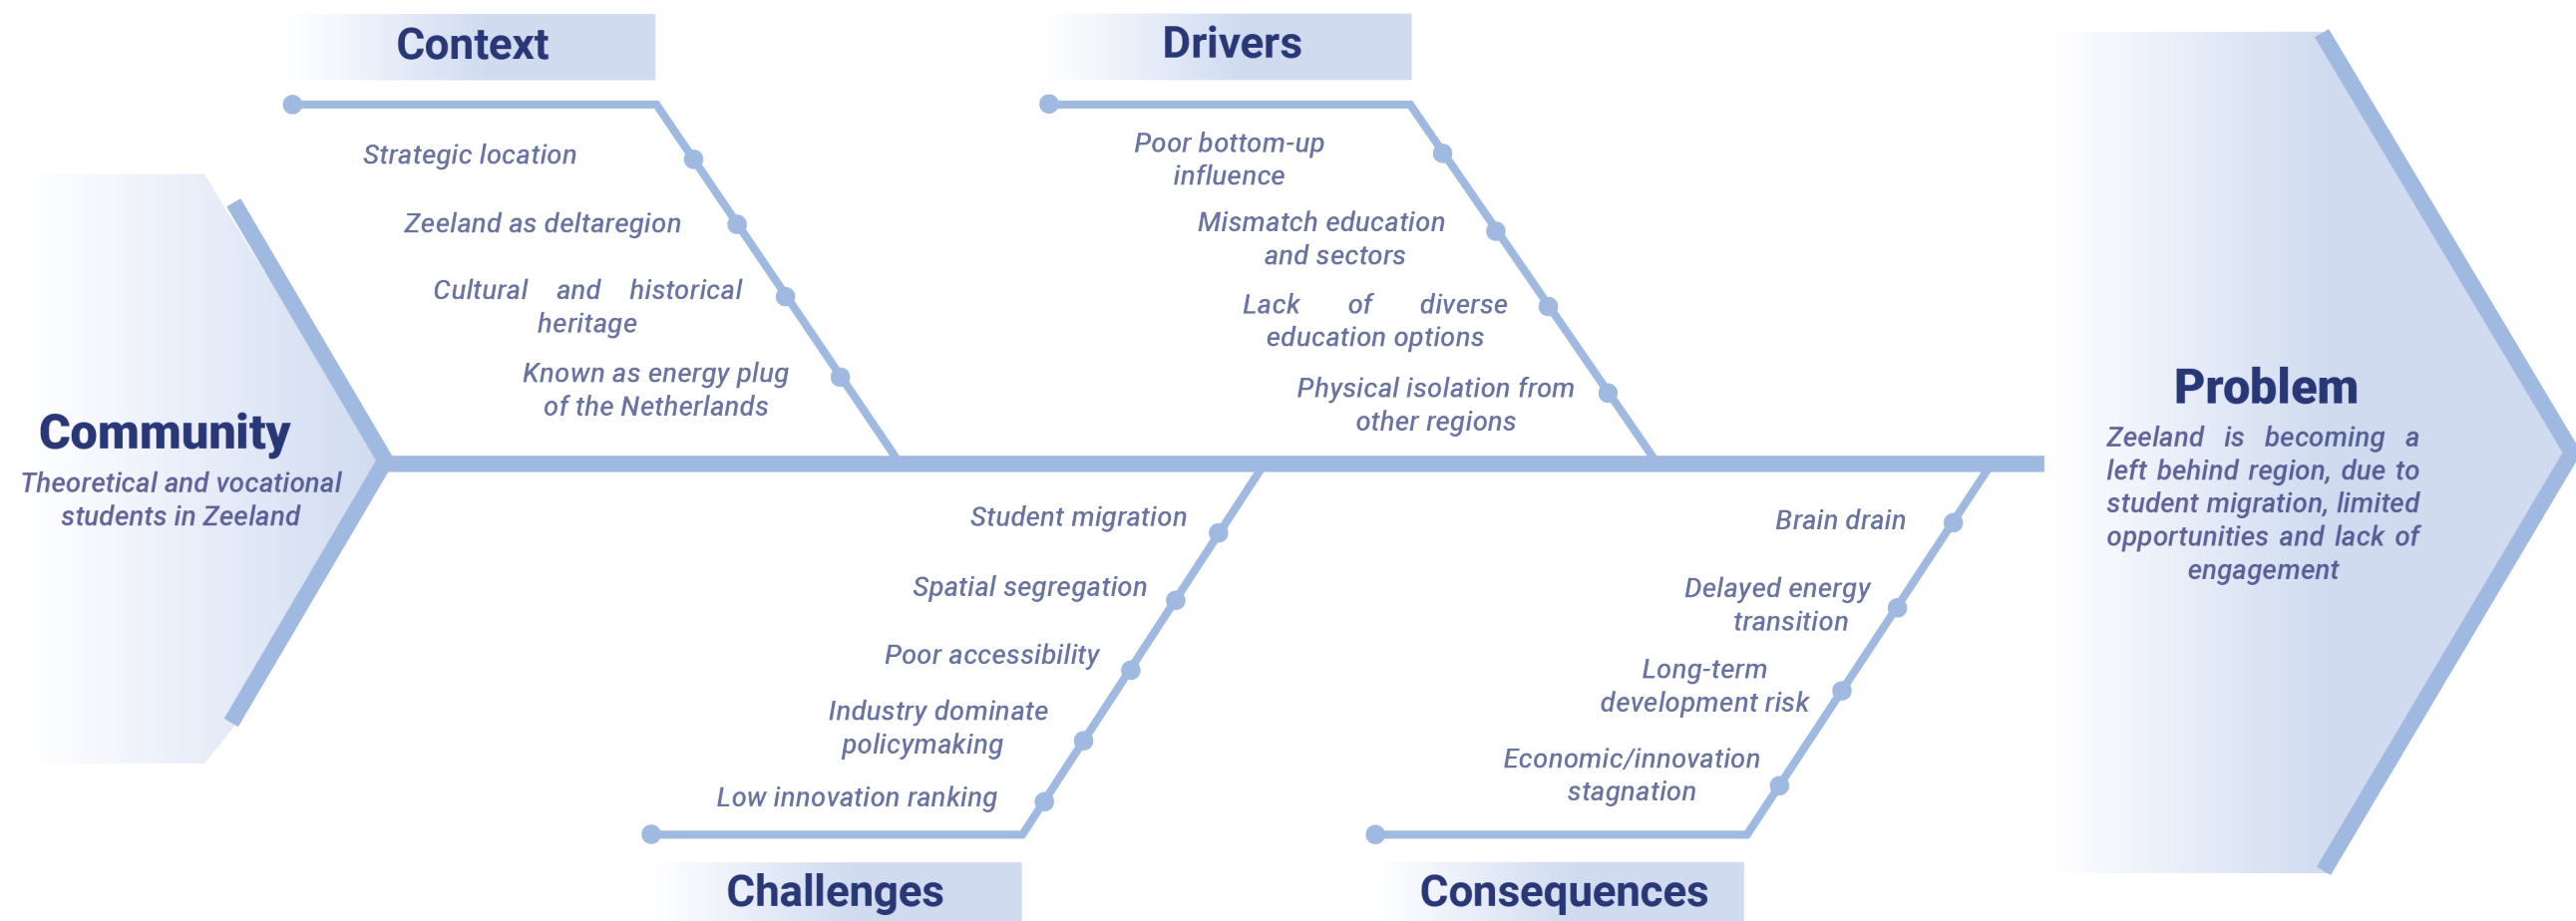 Context
Strategic location
Zeeland as deltaregion
Cultural and historical
heritage
Known as energy plug
of the Netherlands
Drivers
Poor bottom-up
influence
Mismatch education
and sectors
Lack of diverse
education options
Physical isolation from
other regions
Community
Theoretical and vocational
students in Zeeland
Problem
Zeeland is becoming a
left behind region, due to
student migration, limited
opportunities and lack of
engagement
Student migration
Spatial segregation
Poor accessibility
Industry dominate
policymaking
Low innovation ranking
Challenges
Brain drain
Delayed energy
transition
Long-term
development risk
Economic/innovation
stagnation
Consequences